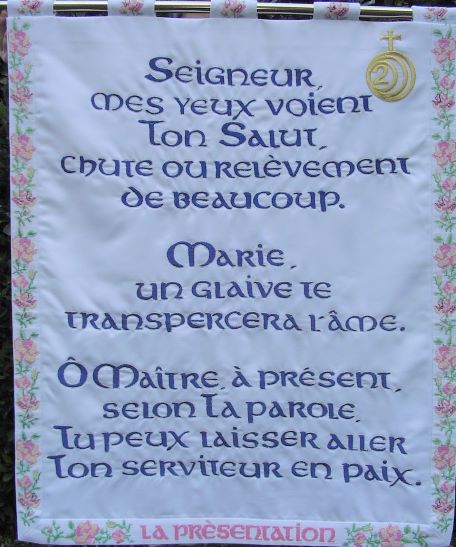 2
Seigneur,
mes yeux voient
Ton Salut,
chute ou relèvement
de beaucoup.
Marie,
un glaive te
transpercera l'âme.
Ô Maître, à présent,
selon Ta parole,
Tu peux laisser aller
Ton serviteur en paix.
LA PRÈSENTATION